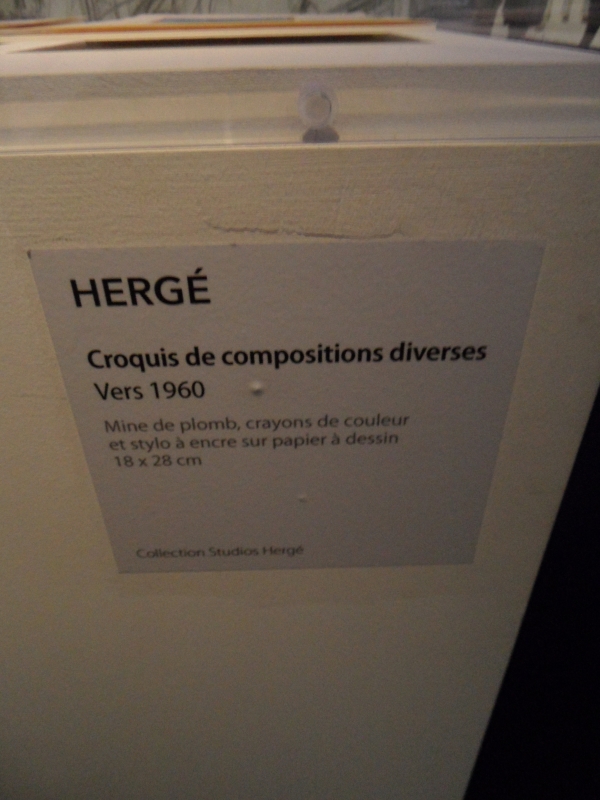 HERGÉ
Croquis de compositions diverses
Vers 1960
Mine de plomb, crayons de couleur
et stylo à encre sur papier à dessin
18 x 28 cm
Collection Studios Hergé